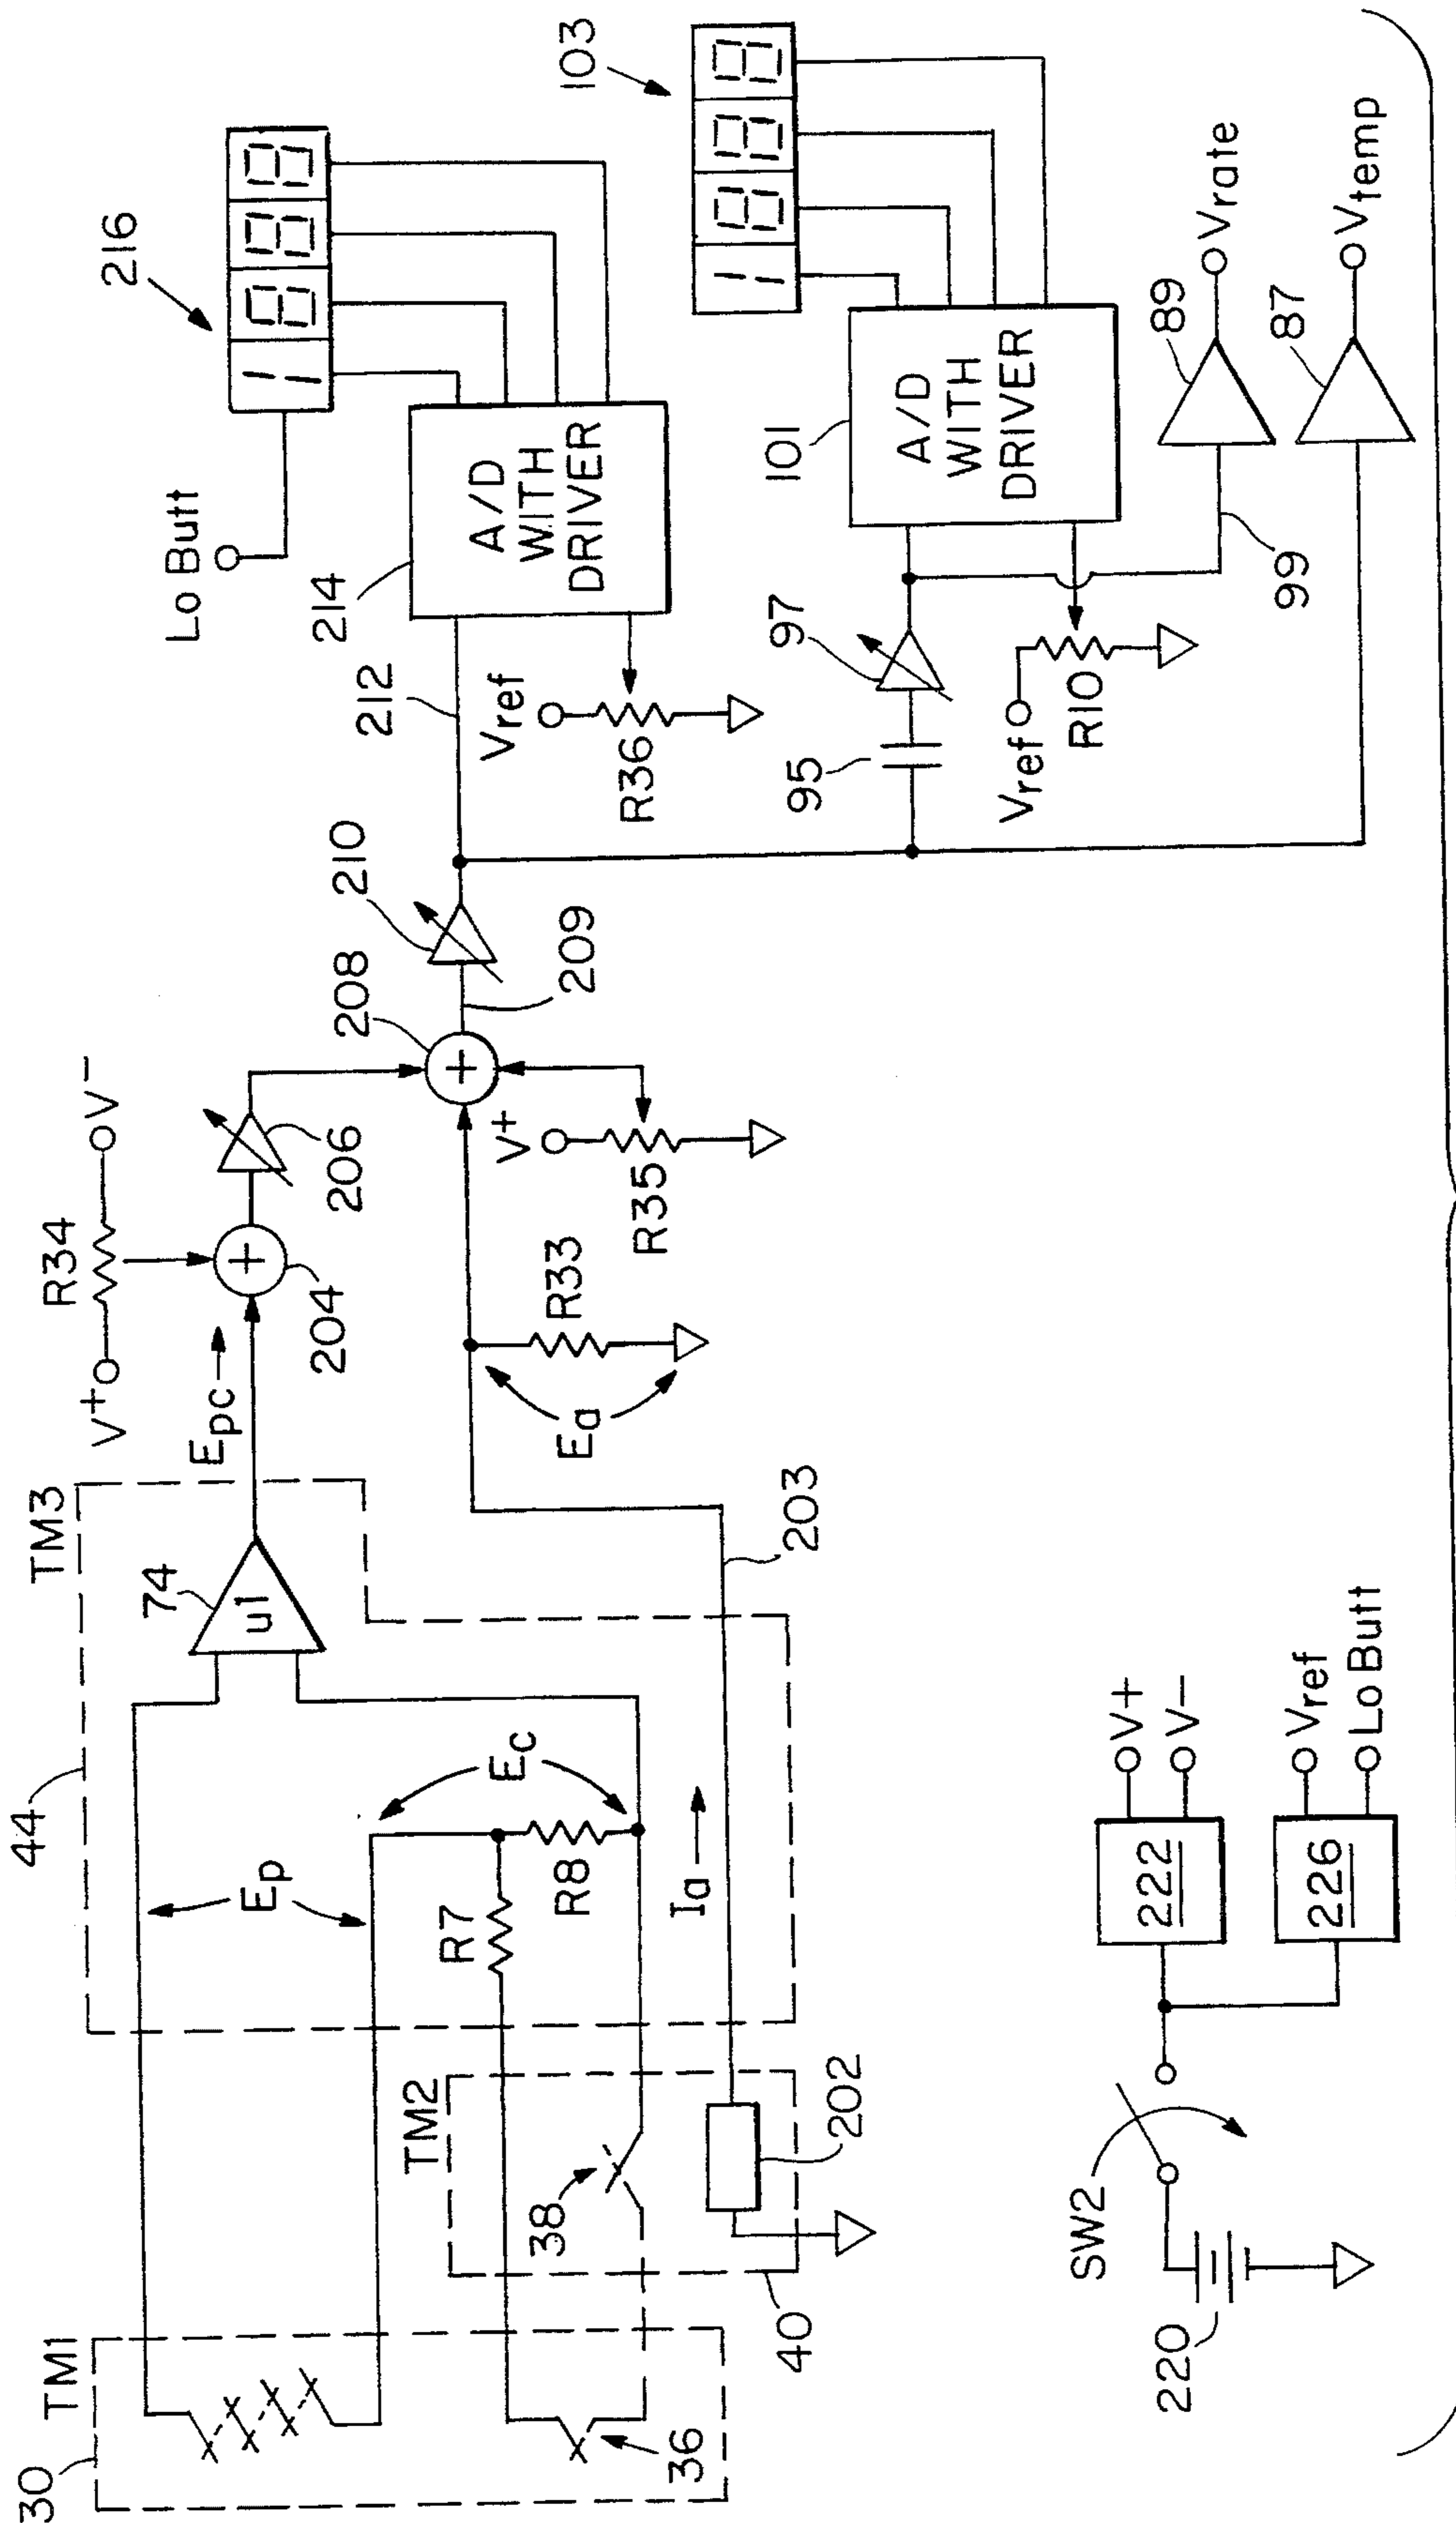 30
TM1
36
44
TM3
74
u1
Ep
Ec
R7
R8
TM2
38
40
202
Ia
203
Epc
V+
R34
V-
204
206
Ea
R33
V+
R35
208
209
210
212
Lo Butt
216
214
A/D
WITH
DRIVER
Vref
R36
103
101
A/D
WITH
DRIVER
95
97
Vref
R10
99
89
Vrate
87
Vtemp
220
SW2
222
V+
V-
226
Vref
Lo Butt